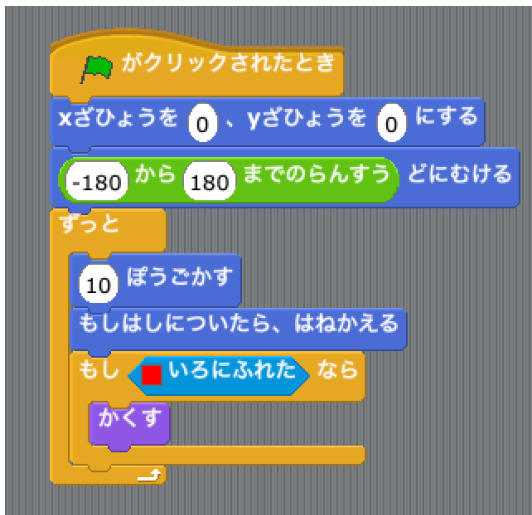 がクリックされたとき
xざひょうを 0 、yざひょうを 0 にする
-180 から 180 までのらんすう どにむける
ずっと
10 ぽうごかす
もしはしについたら、はねかえる
もし いろにふれた なら
かくす